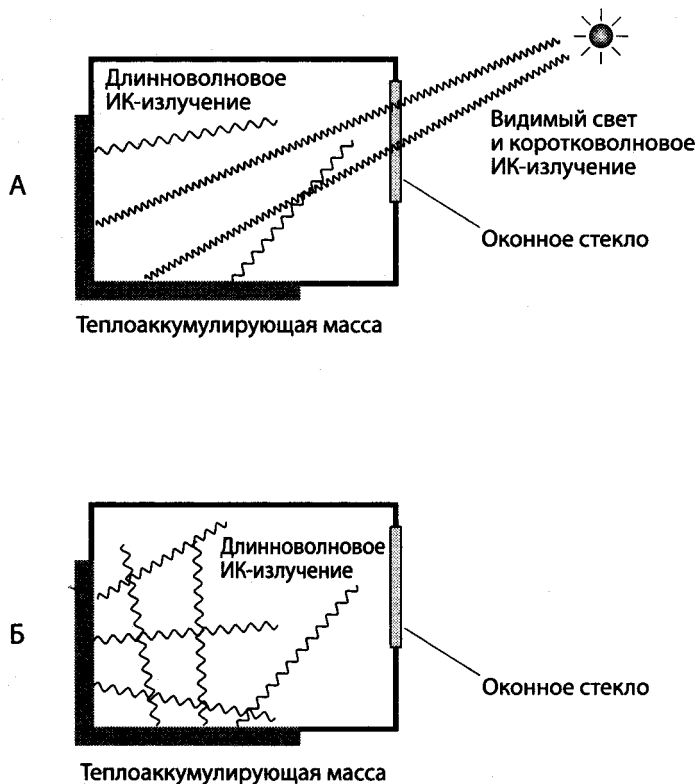 Длинноволновое
ИК-излучение
Видимый свет
и коротковолновое
ИК-излучение
А
Оконное стекло
Теплоаккумулирующая масса
Длинноволновое
ИК-излучение
Б
Оконное стекло
Теплоаккумулирующая масса